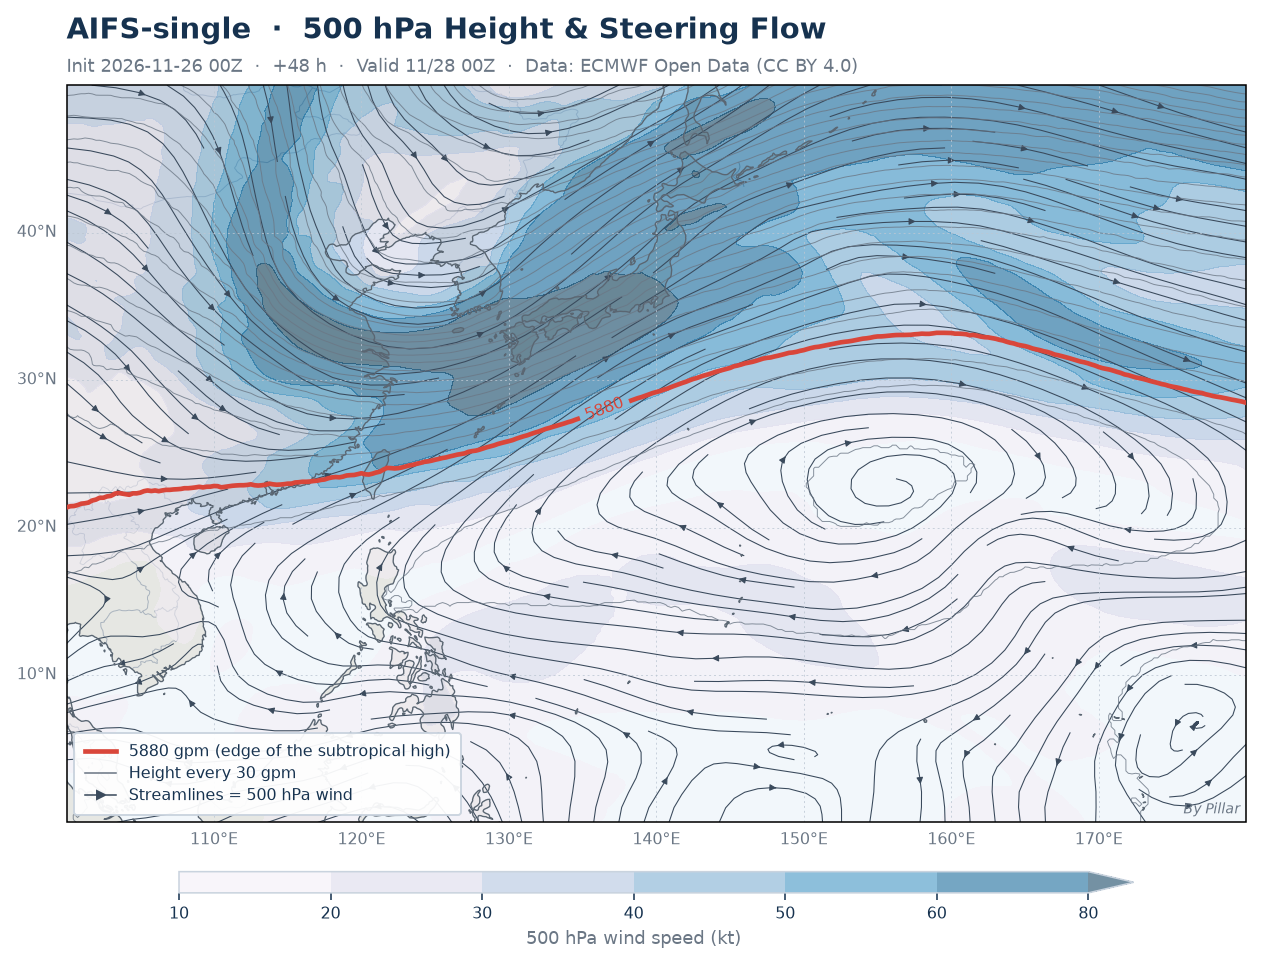 AIFS-single · 500 hPa Height & Steering Flow
Init 2026-11-26 00Z · +48 h · Valid 11/28 00Z · Data: ECMWF Open Data (CC BY 4.0)
40°N
30°N
20°N
10°N
5880
5880 gpm (edge of the subtropical high)
Height every 30 gpm
Streamlines = 500 hPa wind
By Pillar
110°E 120°E 130°E 140°E 150°E 160°E 170°E
10 20 30 40 50 60 80
500 hPa wind speed (kt)